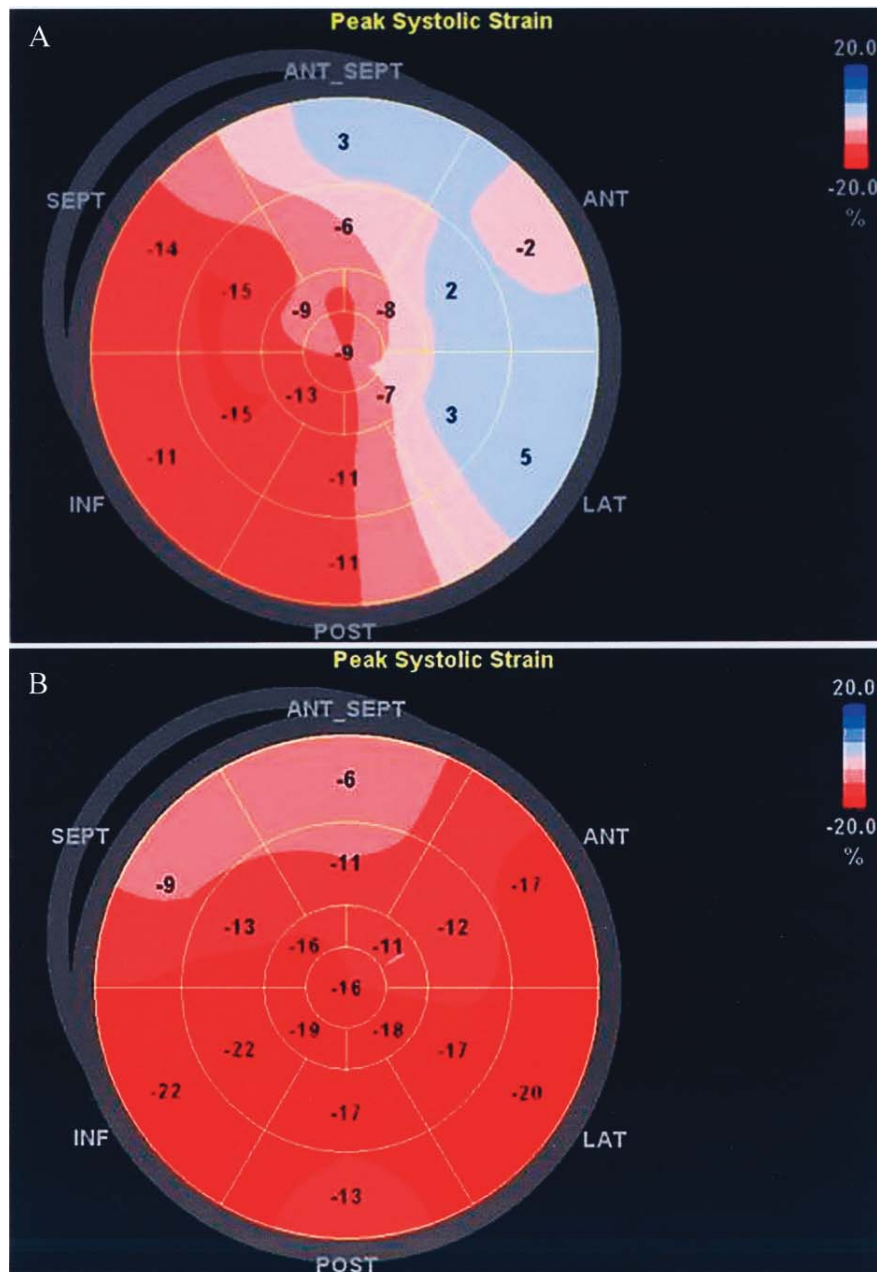 A
Peak Systolic Strain
20.0
ANT_SEPT
3
SEPT
ANT
-20.0
%
-6
-2
-14
-15
2
-9
-8
-9
-13
-7
-15
3
-11
5
-11
INF
LAT
-11
POST
B
Peak Systolic Strain
20.0
ANT_SEPT
-6
SEPT
ANT
-20.0
%
-11
-9
-17
-13
-12
-16
-11
-16
-19
-18
-22
-17
-22
-20
-17
INF
LAT
-13
POST